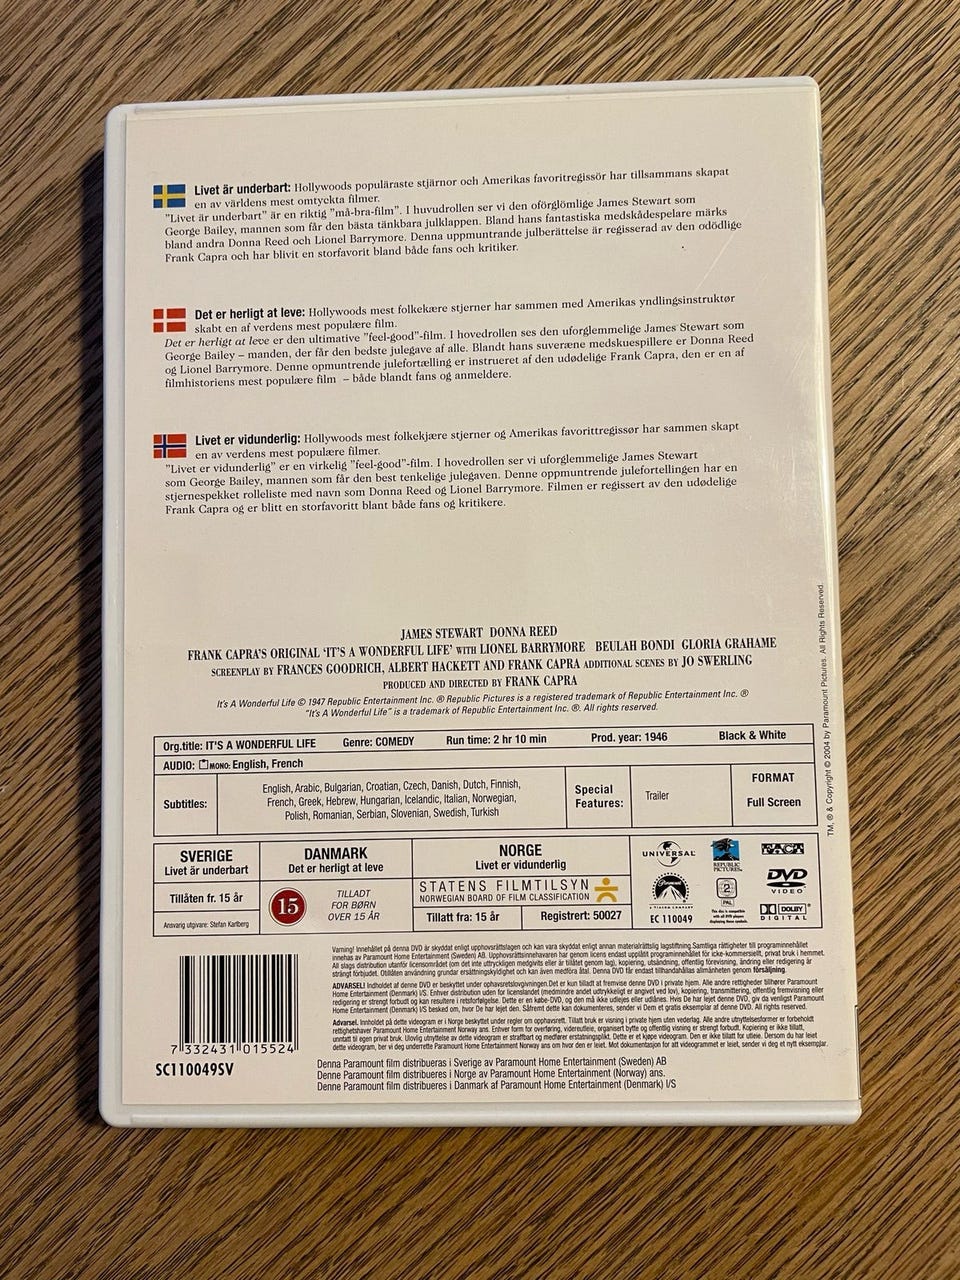 Livet är underbart: Hollywoods populäraste stjärnor och Amerikas favoritregissör har tillsammans skapat
en av världens mest omtyckta filmer.
"Livet är underbart" är en riktig "må-bra-film". I huvudrollen ser vi den oförglömlige James Stewart som
George Bailey, mannen som får den bästa tänkbara julklappen. Bland hans fantastiska medskådespelare märks
bland andra Donna Reed och Lionel Barrymore. Denna uppmuntrande julberättelse är regisserad av den odödlige
Frank Capra och har blivit en storfavorit bland både fans och kritiker.
Det er herligt at leve: Hollywoods mest folkekære stjerner har sammen med Amerikas yndlingsinstruktør
skabt en af verdens mest populære film.
Det er herligt at leve er den ultimative "feel-good"-film. I hovedrollen ses den uforglemmelige James Stewart som
George Bailey – manden, der får den bedste julegave af alle. Blandt hans suveræne medskuespillere er Donna Reed
og Lionel Barrymore. Denne opmuntrende julefortælling er instrueret af den udødelige Frank Capra, den er en af
filmhistoriens mest populære film – både blandt fans og anmeldere.
Livet er vidunderlig: Hollywoods mest folkekjære stjerner og Amerikas favorittregissør har sammen skapt
en av verdens mest populære filmer.
"Livet er vidunderlig" er en virkelig "feel-good"-film. I hovedrollen ser vi uforglemmelige James Stewart
som George Bailey, mannen som får den best tenkelige julegaven. Denne oppmuntrende julefortellingen har en
stjernespekket rolleliste med navn som Donna Reed og Lionel Barrymore. Filmen er regissert av den udødelige
Frank Capra og er blitt en storfavoritt blant både fans og kritikere.
JAMES STEWART DONNA REED
FRANK CAPRA'S ORIGINAL 'IT'S A WONDERFUL LIFE' WITH LIONEL BARRYMORE BEULAH BONDI GLORIA GRAHAME
SCREENPLAY BY FRANCES GOODRICH, ALBERT HACKETT AND FRANK CAPRA ADDITIONAL SCENES BY JO SWERLING
PRODUCED AND DIRECTED BY FRANK CAPRA
It's A Wonderful Life © 1947 Republic Entertainment Inc. ® Republic Pictures is a registered trademark of Republic Entertainment Inc. ®
"It's A Wonderful Life" is a trademark of Republic Entertainment Inc. ®. All rights reserved.
Org.title: IT'S A WONDERFUL LIFE Genre: COMEDY Run time: 2 hr 10 min Prod. year: 1946 Black & White
AUDIO: MONO: English, French
Subtitles:
English, Arabic, Bulgarian, Croatian, Czech, Danish, Dutch, Finnish,
French, Greek, Hebrew, Hungarian, Icelandic, Italian, Norwegian,
Polish, Romanian, Serbian, Slovenian, Swedish, Turkish
Special
Features:
Trailer
FORMAT
Full Screen
SVERIGE
Livet är underbart
Tillåten fr. 15 år
Ansvarig utgivare: Stefan Karlberg
DANMARK
Det er herligt at leve
15
TILLADT
FOR BØRN
OVER 15 ÅR
NORGE
Livet er vidunderlig
STATENS FILMTILSYN
NORWEGIAN BOARD OF FILM CLASSIFICATION
Tillatt fra: 15 år
Registrert: 50027
UNIVERSAL
REPUBLIC
PICTURES
Paramount
EC 110049
2
PAL
DVD
VIDEO
DOLBY
DIGITAL
TM, ® & Copyright © 2004 by Paramount Pictures. All Rights Reserved.
7 332431 015524
SC110049SV
Denna Paramount film distribueras i Sverige av Paramount Home Entertainment (Sweden) AB
Denne Paramount film distribueres i Norge av Paramount Home Entertainment (Norway) ans.
Denne Paramount film distribueres i Danmark af Paramount Home Entertainment (Denmark) I/S